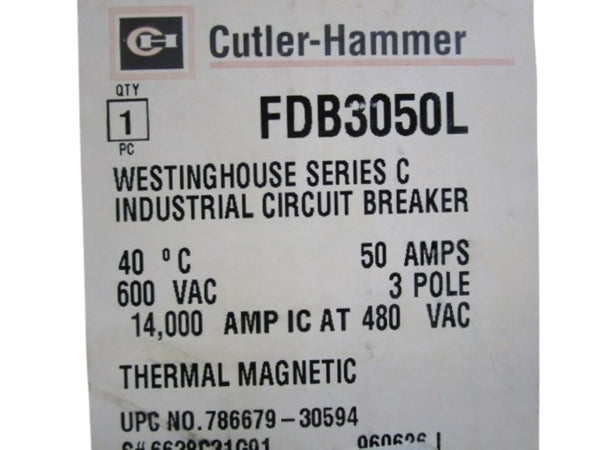 CH Cutler-Hammer
QTY
1
PC
FDB3050L
WESTINGHOUSE SERIES C
INDUSTRIAL CIRCUIT BREAKER
40 °C 50 AMPS
600 VAC 3 POLE
14,000 AMP IC AT 480 VAC
THERMAL MAGNETIC
UPC NO. 786679-30594